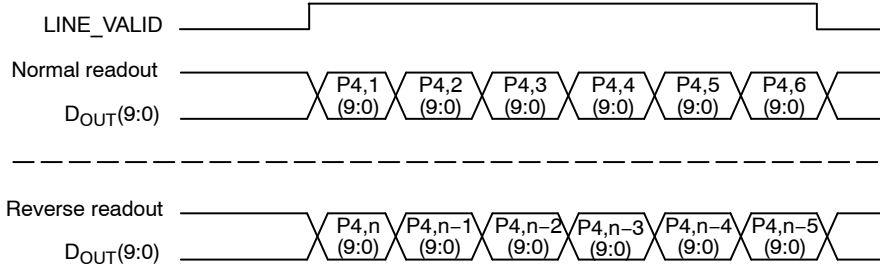 LINE_VALID
Normal readout
P4,1 P4,2 P4,3 P4,4 P4,5 P4,6
(9:0) (9:0) (9:0) (9:0) (9:0) (9:0)
DOUT(9:0)
Reverse readout
P4,n P4,n−1 P4,n−2 P4,n−3 P4,n−4 P4,n−5
(9:0) (9:0) (9:0) (9:0) (9:0) (9:0)
DOUT(9:0)